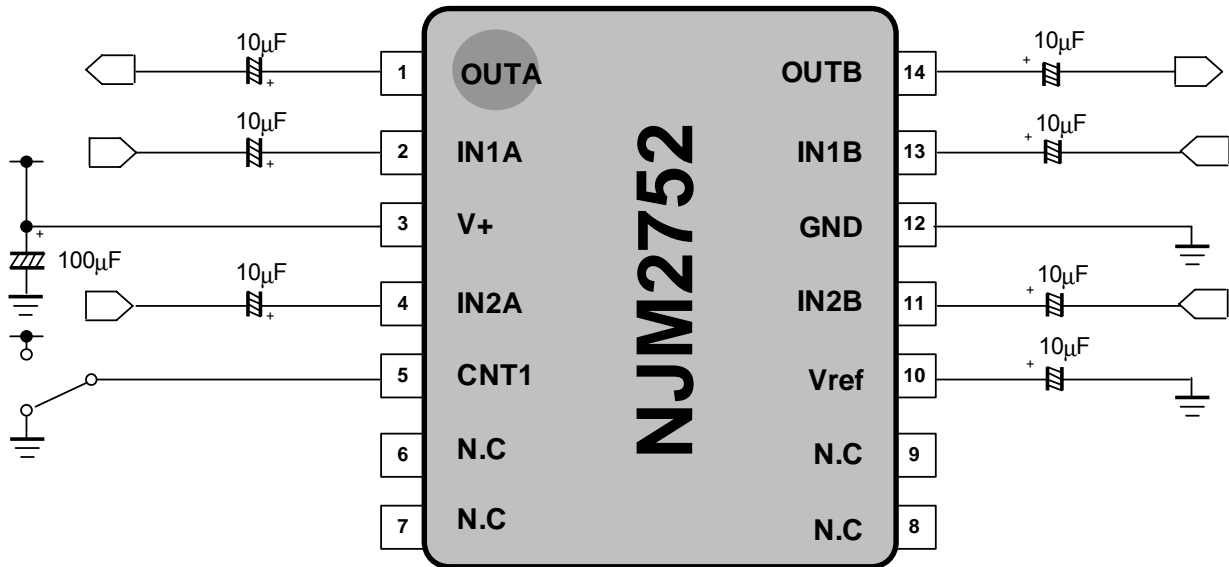 10μF
1
OUTA
10μF
2
IN1A
3
V+
+
100μF
10μF
4
IN2A
5
CNT1
6
N.C
7
N.C
+
+
+
NJM2752
10μF
+
OUTB
14
10μF
+
IN1B
13
GND
12
10μF
+
IN2B
11
10μF
+
Vref
10
N.C
9
N.C
8